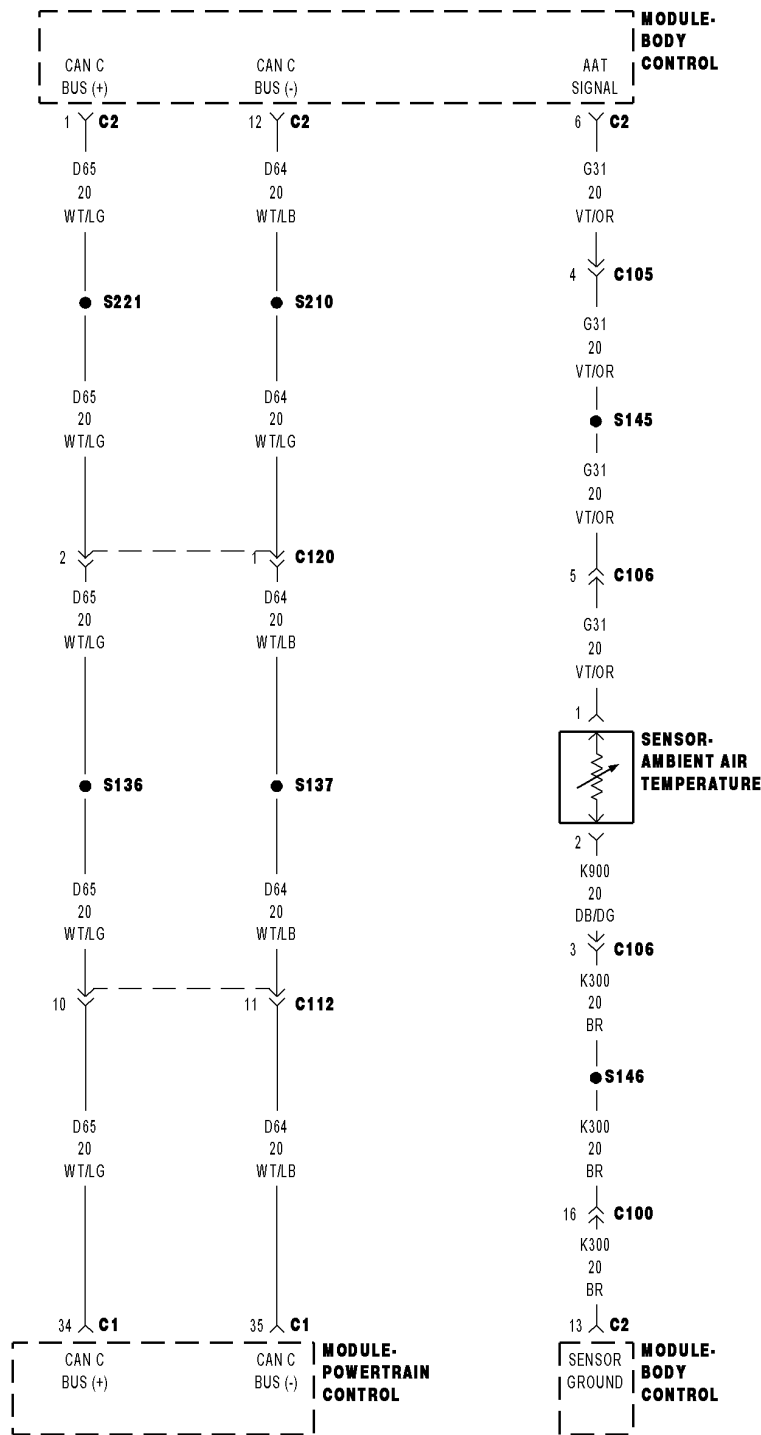 MODULE-
BODY
CONTROL
CAN C
BUS (+)
CAN C
BUS (-)
AAT
SIGNAL
1 C2
12 C2
6 C2
D65
20
WT/LG
D64
20
WT/LB
G31
20
VT/OR
4 C105
S221
S210
G31
20
VT/OR
D65
20
WT/LG
D64
20
WT/LG
S145
G31
20
VT/OR
2
1 C120
5 C106
D65
20
WT/LG
D64
20
WT/LB
G31
20
VT/OR
1
SENSOR-
AMBIENT AIR
TEMPERATURE
S136
S137
2
D65
20
WT/LG
D64
20
WT/LB
K900
20
DB/DG
3 C106
10
11 C112
K300
20
BR
S146
D65
20
WT/LG
D64
20
WT/LB
K300
20
BR
16 C100
K300
20
BR
34 C1
35 C1
13 C2
CAN C
BUS (+)
CAN C
BUS (-)
MODULE-
POWERTRAIN
CONTROL
SENSOR
GROUND
MODULE-
BODY
CONTROL